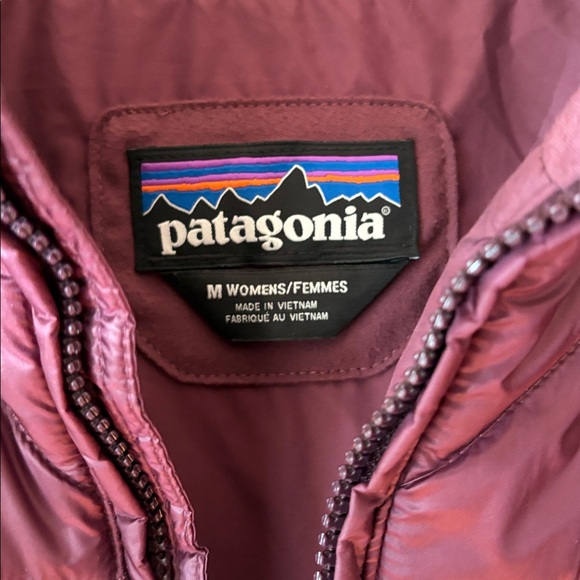 patagonia®
M WOMENS/FEMMES
MADE IN VIETNAM
FABRIQUÉ AU VIETNAM